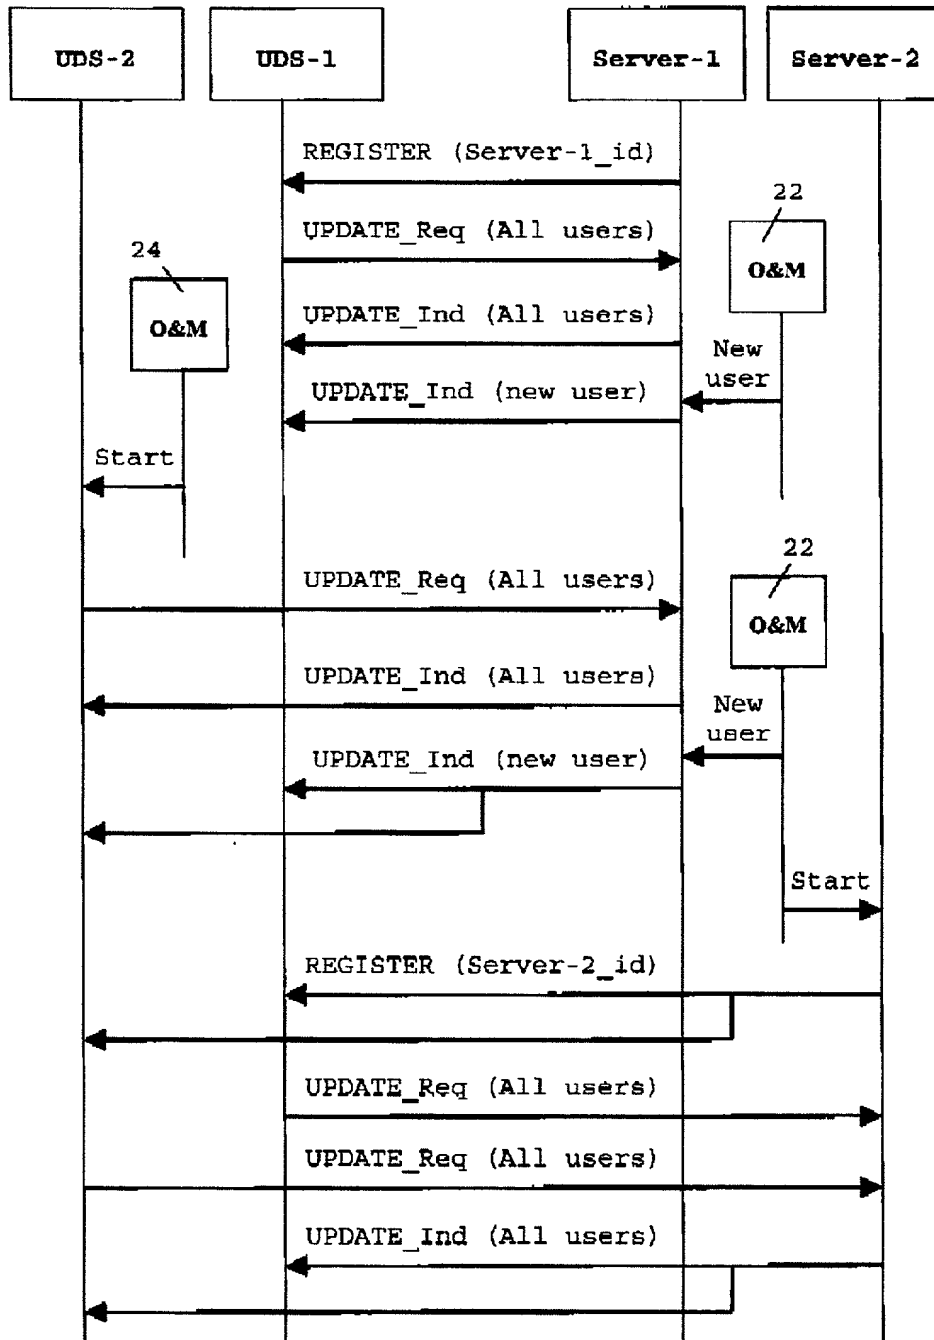 UDS-2
UDS-1
Server-1
Server-2
REGISTER (Server-1_id)
22
UPDATE_Req (All users)
24
O&M
O&M
UPDATE_Ind (All users)
New
user
UPDATE_Ind (new user)
Start
22
UPDATE_Req (All users)
O&M
UPDATE_Ind (All users)
New
user
UPDATE_Ind (new user)
Start
REGISTER (Server-2_id)
UPDATE_Req (All users)
UPDATE_Req (All users)
UPDATE_Ind (All users)